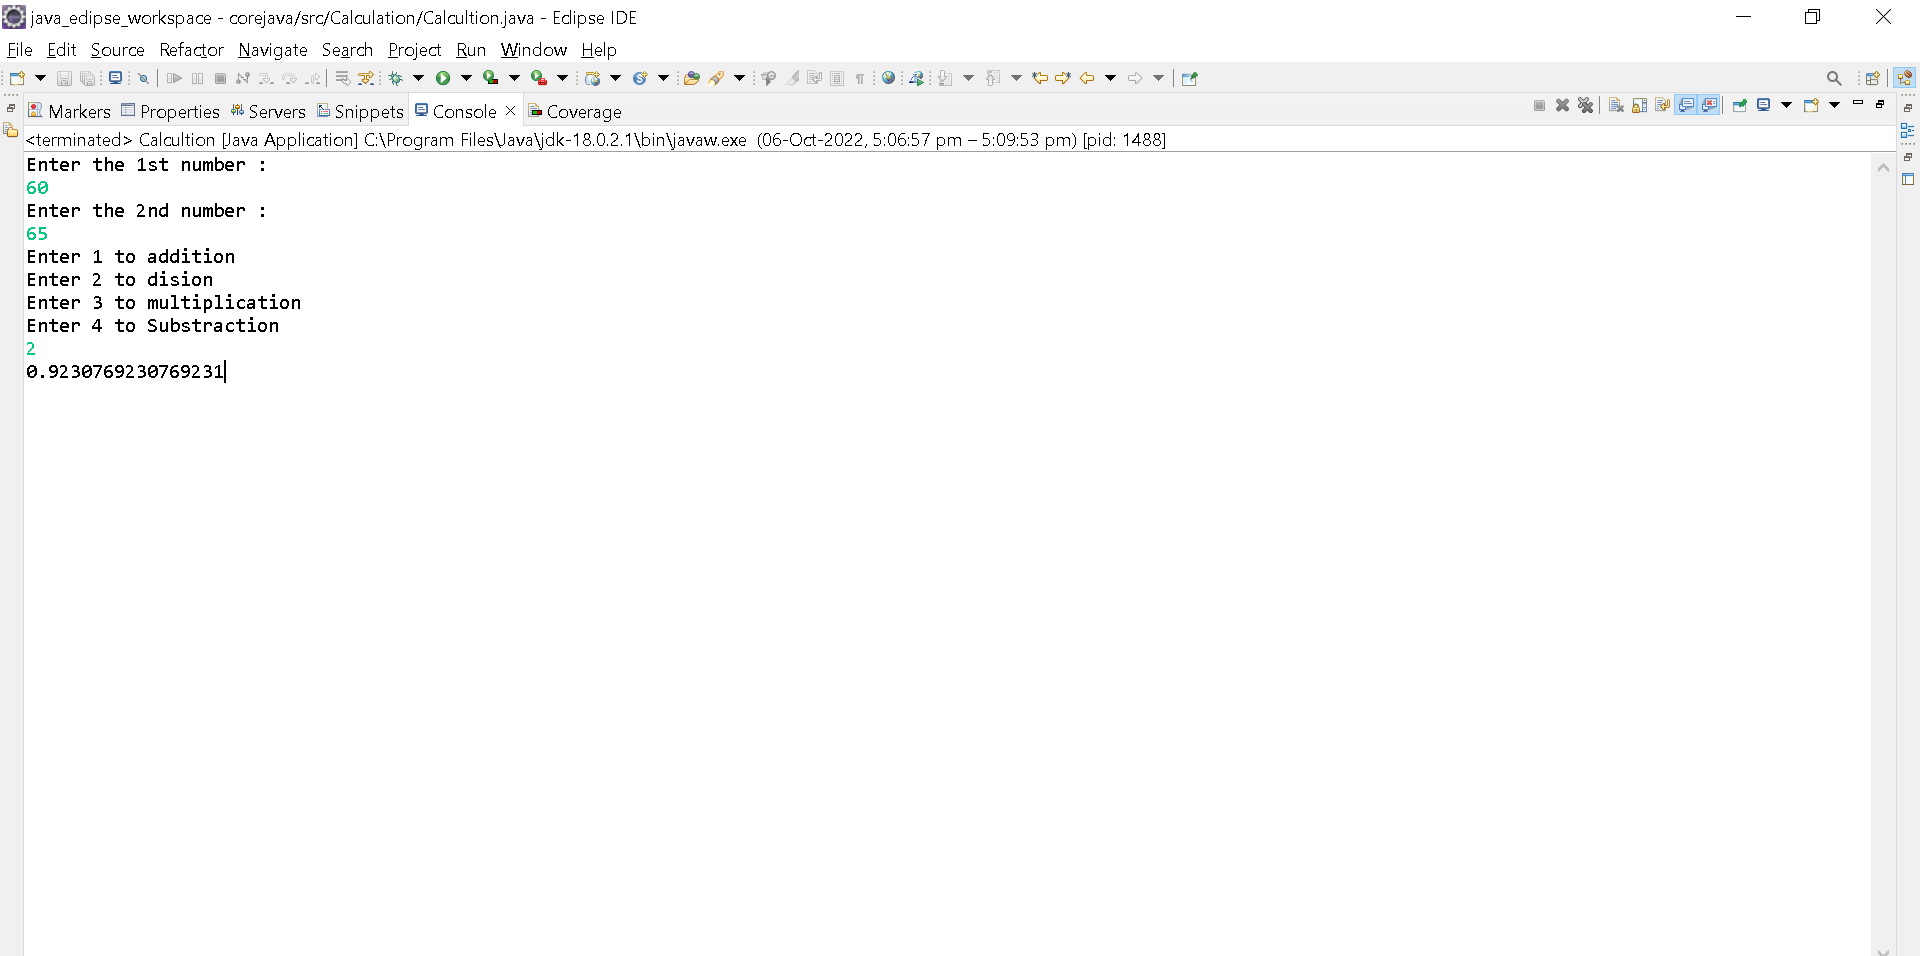 java_edipse_workspace - corejava/src/Calculation/Calcultion.java - Eclipse IDE
File Edit Source Refactor Navigate Search Project Run Window Help
Markers Properties Servers Snippets Console Coverage
<terminated> Calcultion [Java Application] C:\Program Files\Java\jdk-18.0.2.1\bin\javaw.exe (06-Oct-2022, 5:06:57 pm – 5:09:53 pm) [pid: 1488]
Enter the 1st number :
60
Enter the 2nd number :
65
Enter 1 to addition
Enter 2 to dision
Enter 3 to multiplication
Enter 4 to Substraction
2
0.9230769230769231